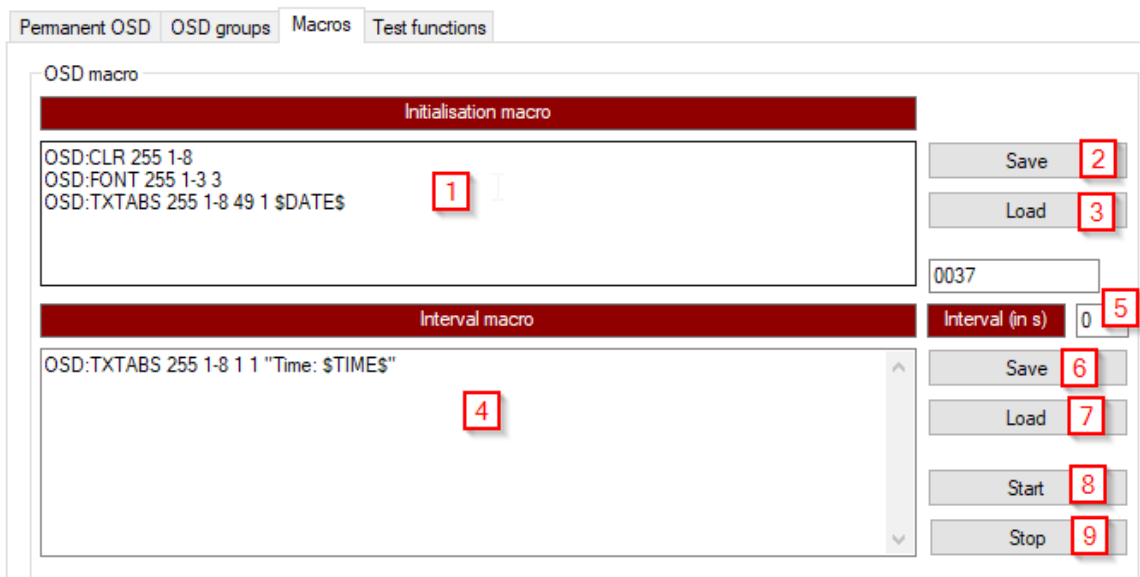 Permanent OSD OSD groups Macros Test functions
OSD macro
Initialisation macro
OSD:CLR 255 1-8
OSD:FONT 255 1-3 3
OSD:TXTABS 255 1-8 49 1 $DATE$
1
Save 2
Load 3
0037
Interval macro
Interval (in s) 0 5
OSD:TXTABS 255 1-8 1 1 "Time: $TIME$"
4
Save 6
Load 7
Start 8
Stop 9